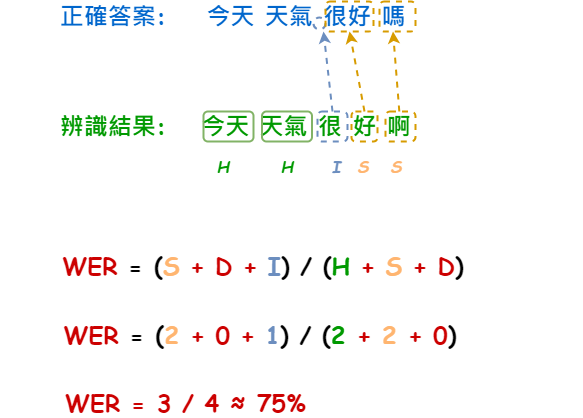 正確答案: 今天 天氣 很好 嗎
辨識結果: 今天 天氣 很 好 啊
H H I S S
WER = (S + D + I) / (H + S + D)
WER = (2 + 0 + 1) / (2 + 2 + 0)
WER = 3 / 4 ≈ 75%